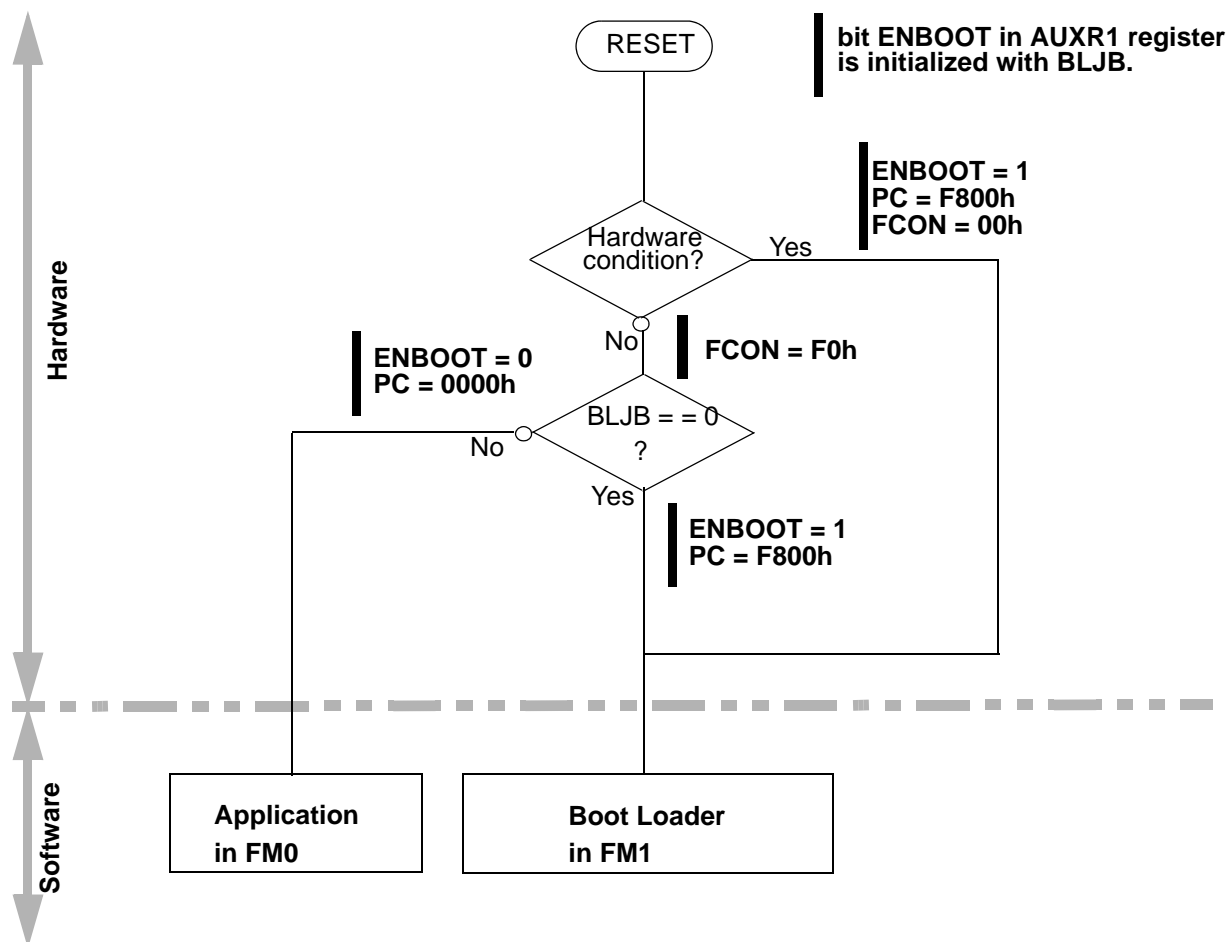 RESET
bit ENBOOT in AUXR1 register
is initialized with BLJB.
ENBOOT = 1
PC = F800h
FCON = 00h
Hardware
condition?
Yes
Hardware
No
FCON = F0h
ENBOOT = 0
PC = 0000h
BLJB = = 0
?
No
Yes
ENBOOT = 1
PC = F800h
Software
Application
in FM0
Boot Loader
in FM1